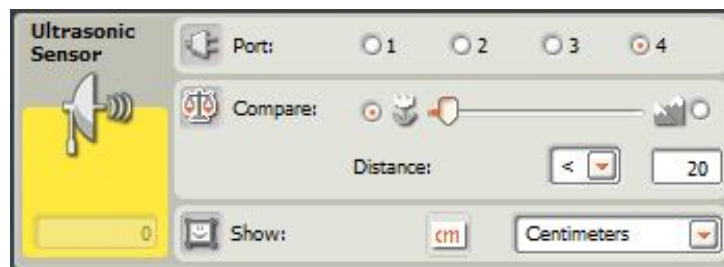 Ultrasonic
Sensor
Port: 1 2 3 4
Compare:
Distance: < 20
0
Show: cm Centimeters